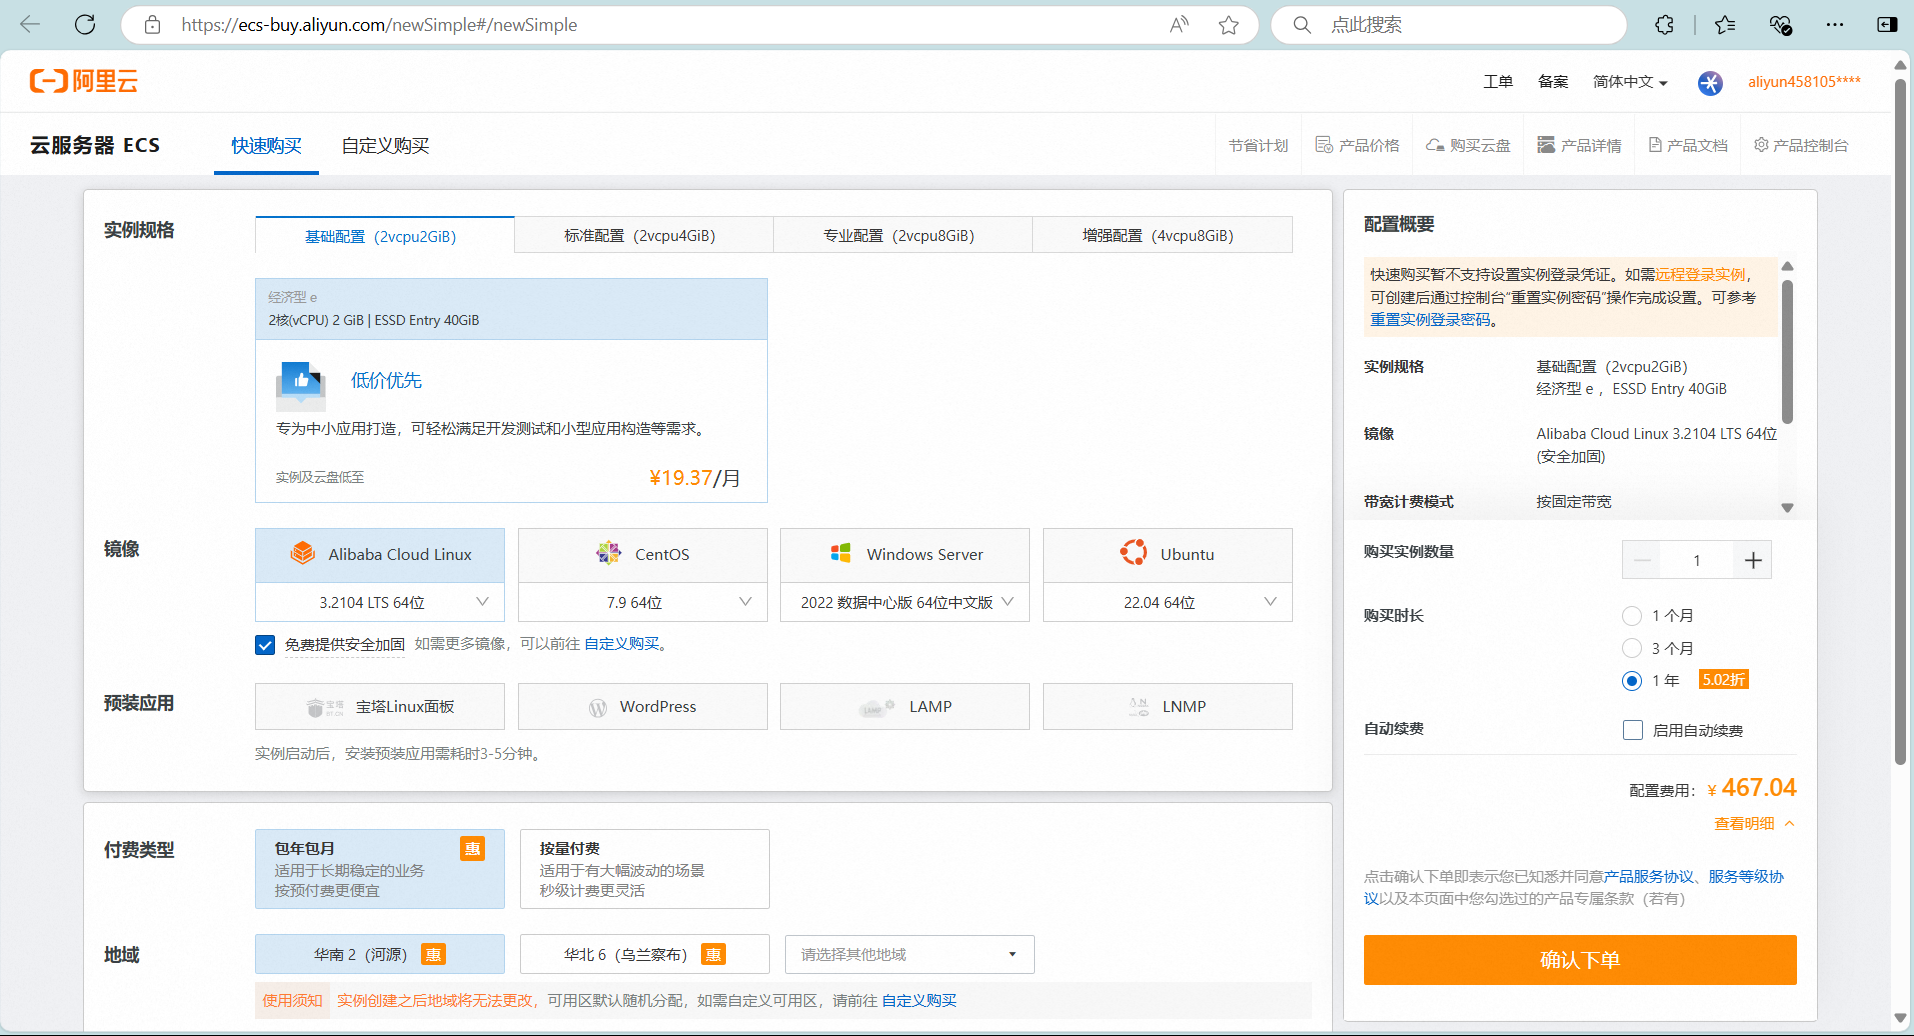 https://ecs-buy.aliyun.com/newSimple#/newSimple
点此搜索
阿里云
工单
备案
简体中文
aliyun458105****
云服务器 ECS
快速购买
自定义购买
节省计划
产品价格
购买云盘
产品详情
产品文档
产品控制台
实例规格
基础配置（2vcpu2GiB）
标准配置（2vcpu4GiB）
专业配置（2vcpu8GiB）
增强配置（4vcpu8GiB）
经济型 e
2核(vCPU) 2 GiB | ESSD Entry 40GiB
低价优先
专为中小应用打造，可轻松满足开发测试和小型应用构造等需求。
实例及云盘低至
¥19.37/月
镜像
Alibaba Cloud Linux
CentOS
Windows Server
Ubuntu
3.2104 LTS 64位
7.9 64位
2022 数据中心版 64位中文版
22.04 64位
免费提供安全加固 如需更多镜像，可以前往 自定义购买。
预装应用
宝塔Linux面板
WordPress
LAMP
LNMP
实例启动后，安装预装应用需耗时3-5分钟。
付费类型
包年包月
惠
适用于长期稳定的业务
按预付费更便宜
按量付费
适用于有大幅波动的场景
秒级计费更灵活
地域
华南 2（河源） 惠
华北 6（乌兰察布） 惠
请选择其他地域
使用须知 实例创建之后地域将无法更改，可用区默认随机分配，如需自定义可用区，请前往 自定义购买
配置概要
快速购买暂不支持设置实例登录凭证。如需远程登录实例，
可创建后通过控制台“重置实例密码”操作完成设置。可参考
重置实例登录密码。
实例规格
基础配置（2vcpu2GiB）
经济型 e ，ESSD Entry 40GiB
镜像
Alibaba Cloud Linux 3.2104 LTS 64位
(安全加固)
带宽计费模式
按固定带宽
购买实例数量
1
购买时长
1 个月
3 个月
1 年 5.02折
自动续费
启用自动续费
配置费用：¥ 467.04
查看明细
点击确认下单即表示您已知悉并同意产品服务协议、服务等级协
议以及本页面中您勾选过的产品专属条款（若有）
确认下单